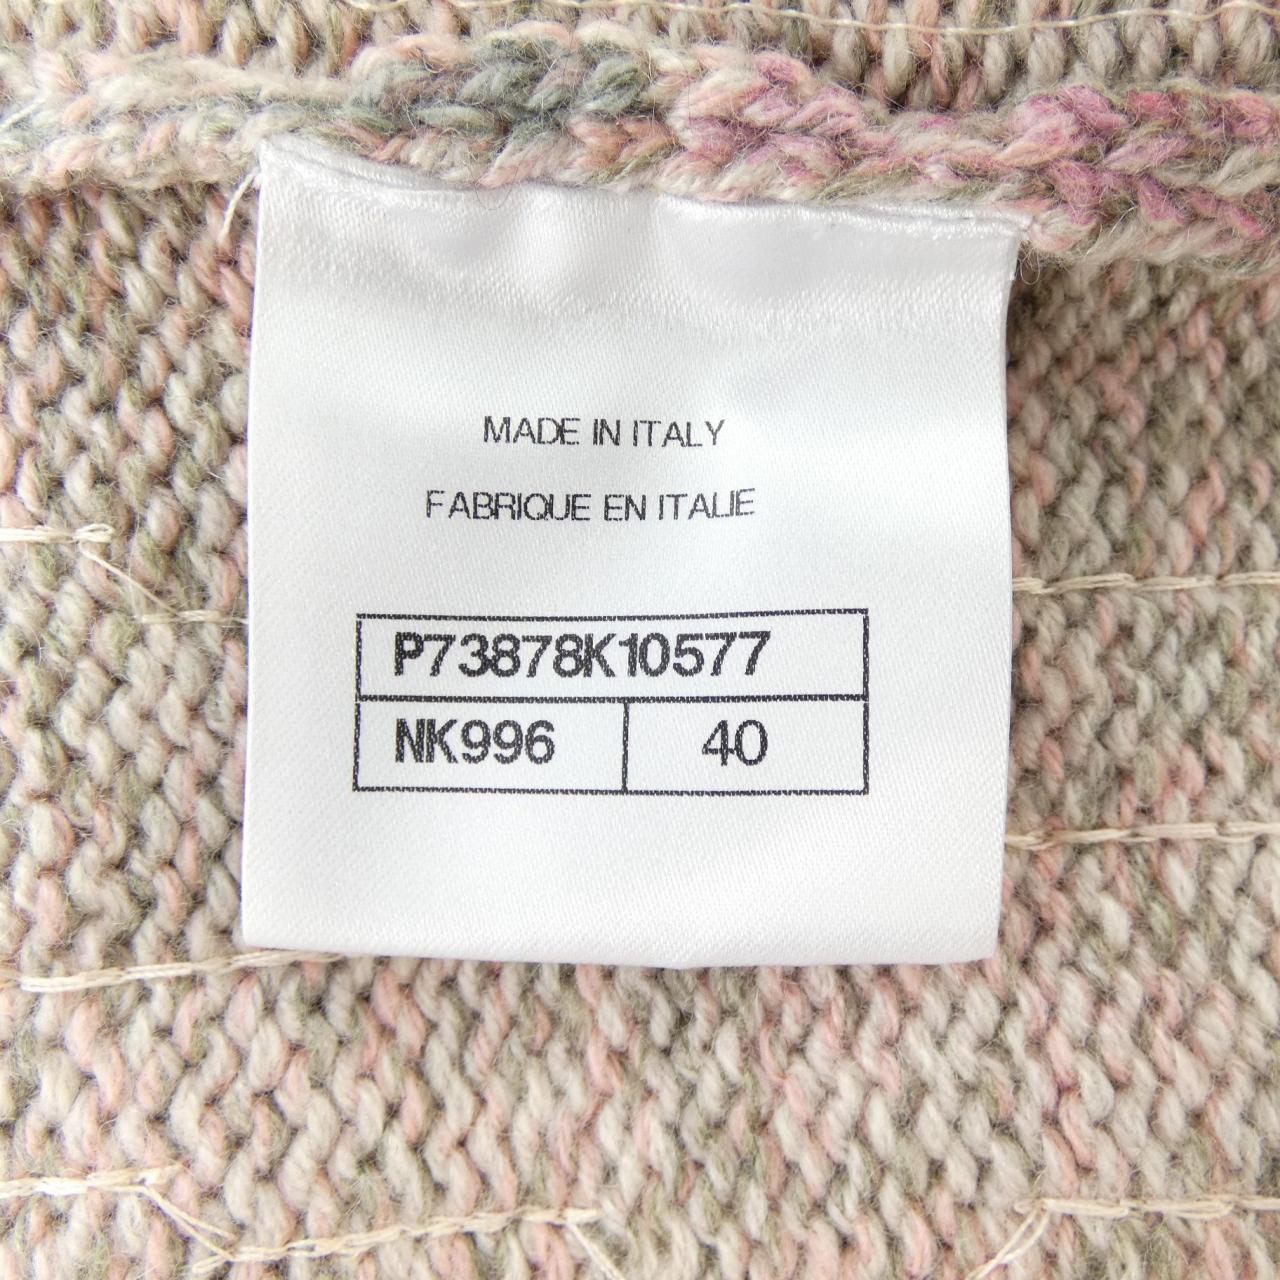 MADE IN ITALY
FABRIQUE EN ITALIE
P73878K10577
NK996 40